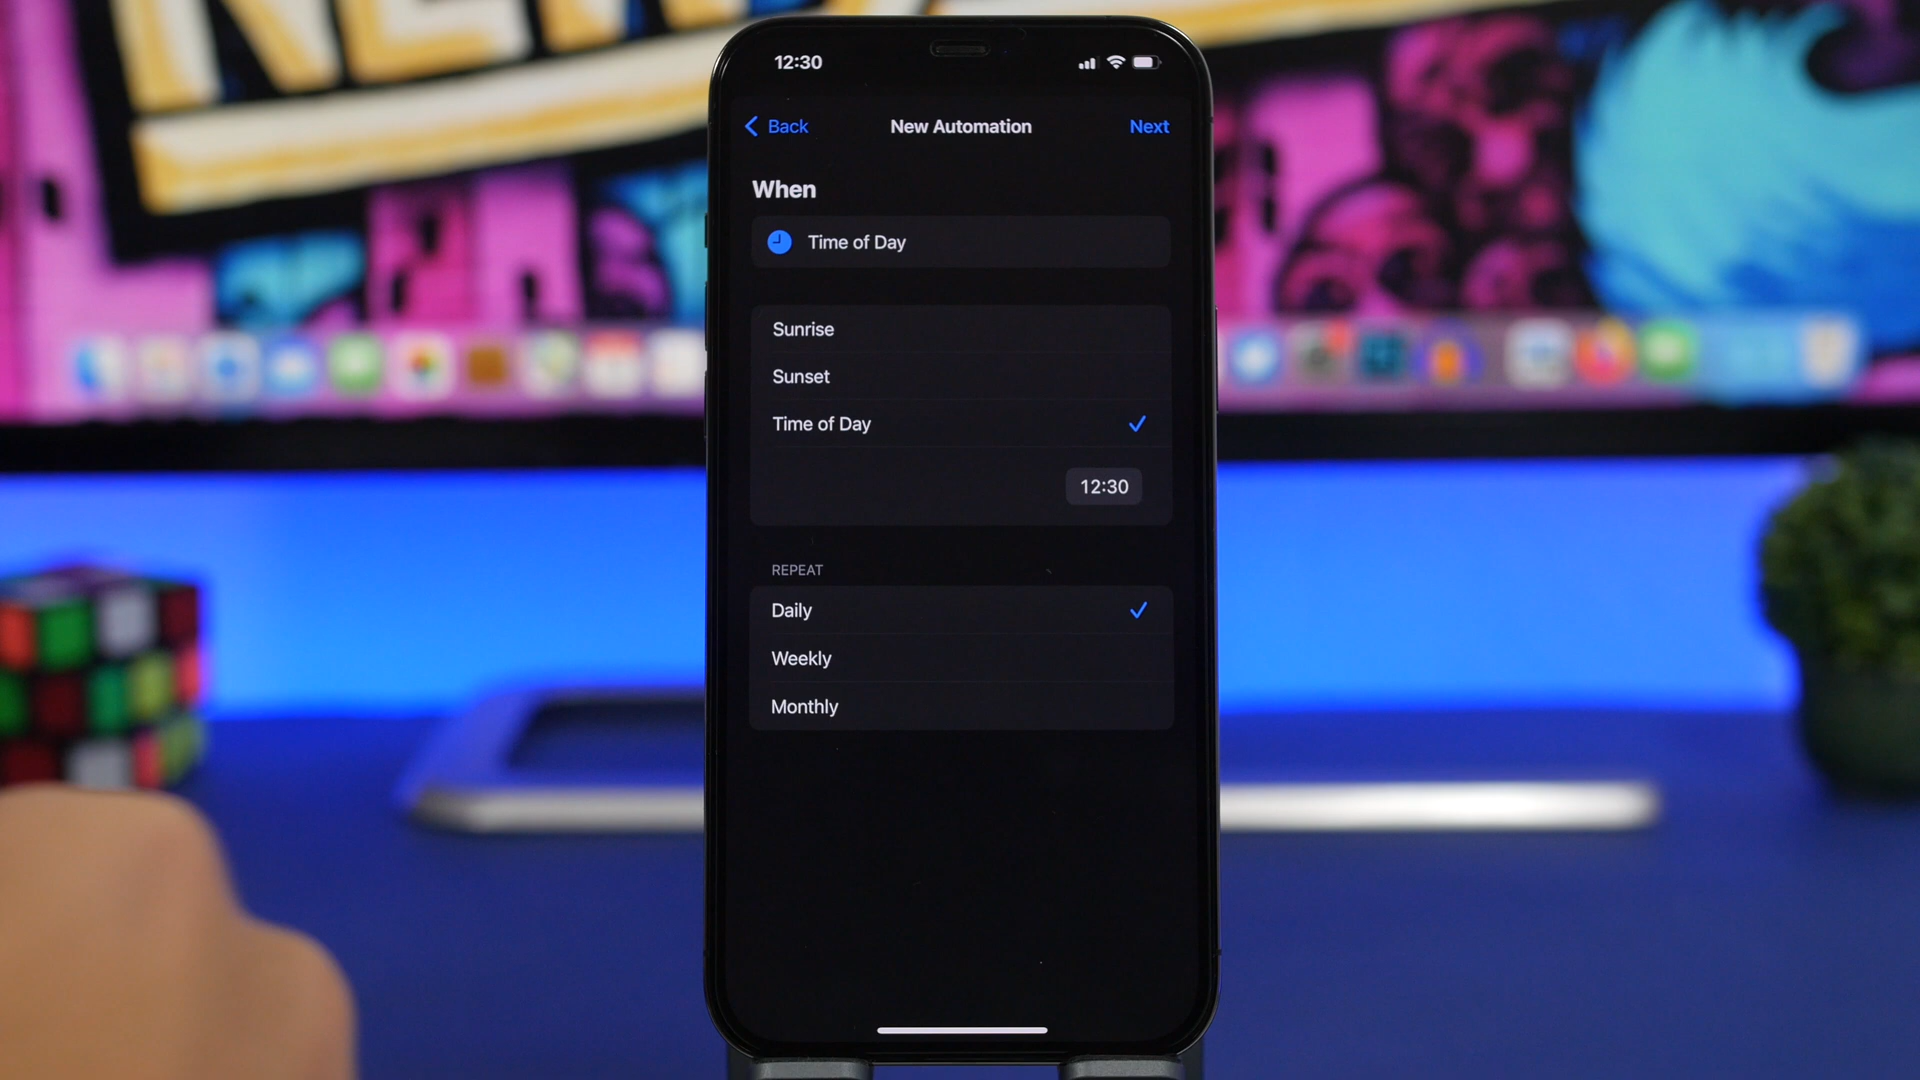 NEWS
12:30
Back New Automation Next
When
Time of Day
Sunrise
Sunset
Time of Day
12:30
REPEAT
Daily
Weekly
Monthly